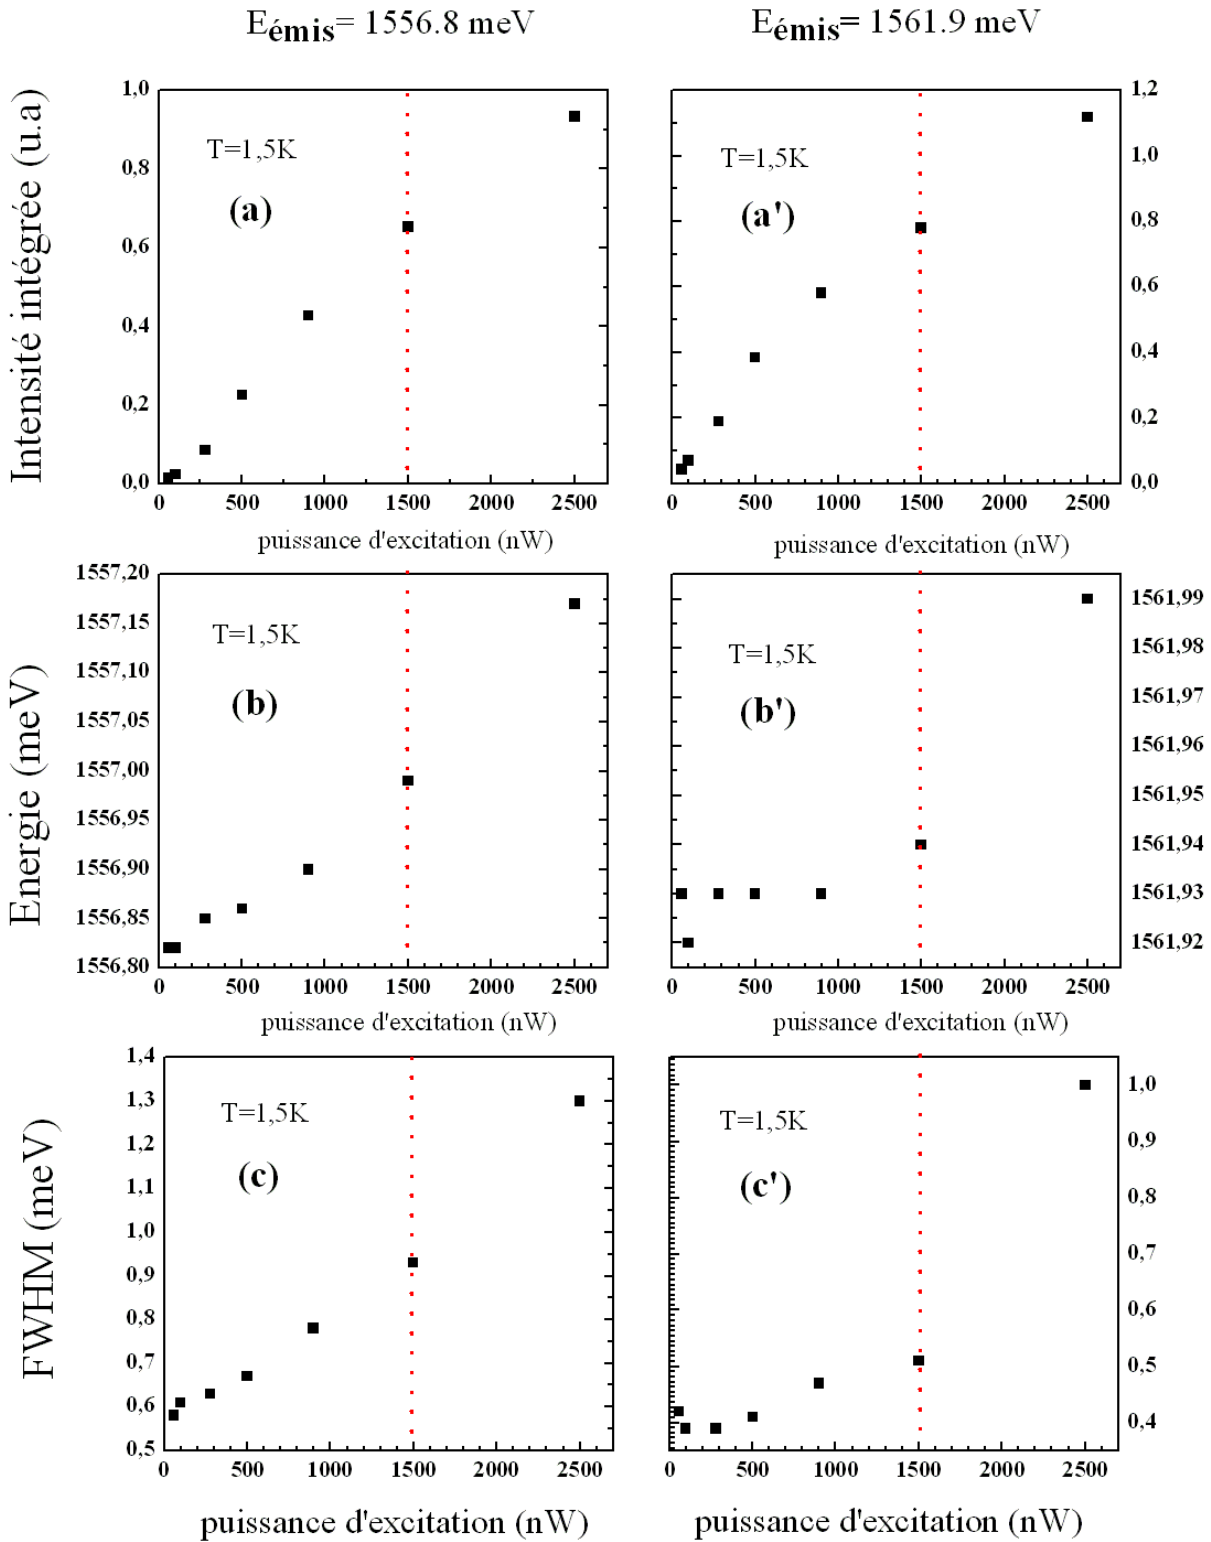 Eémis= 1556.8 meV
Eémis= 1561.9 meV
Intensité intégrée (u.a)
1,0
0,8
0,6
0,4
0,2
0,0
T=1,5K
(a)
0 500 1000 1500 2000 2500
puissance d'excitation (nW)
T=1,5K
(a')
1,2
1,0
0,8
0,6
0,4
0,2
0,0
0 500 1000 1500 2000 2500
puissance d'excitation (nW)
Energie (meV)
1557,20
1557,15
1557,10
1557,05
1557,00
1556,95
1556,90
1556,85
1556,80
T=1,5K
(b)
0 500 1000 1500 2000 2500
puissance d'excitation (nW)
T=1,5K
(b')
1561,99
1561,98
1561,97
1561,96
1561,95
1561,94
1561,93
1561,92
0 500 1000 1500 2000 2500
puissance d'excitation (nW)
FWHM (meV)
1,4
1,3
1,2
1,1
1,0
0,9
0,8
0,7
0,6
0,5
T=1,5K
(c)
0 500 1000 1500 2000 2500
puissance d'excitation (nW)
T=1,5K
(c')
1,0
0,9
0,8
0,7
0,6
0,5
0,4
0 500 1000 1500 2000 2500
puissance d'excitation (nW)